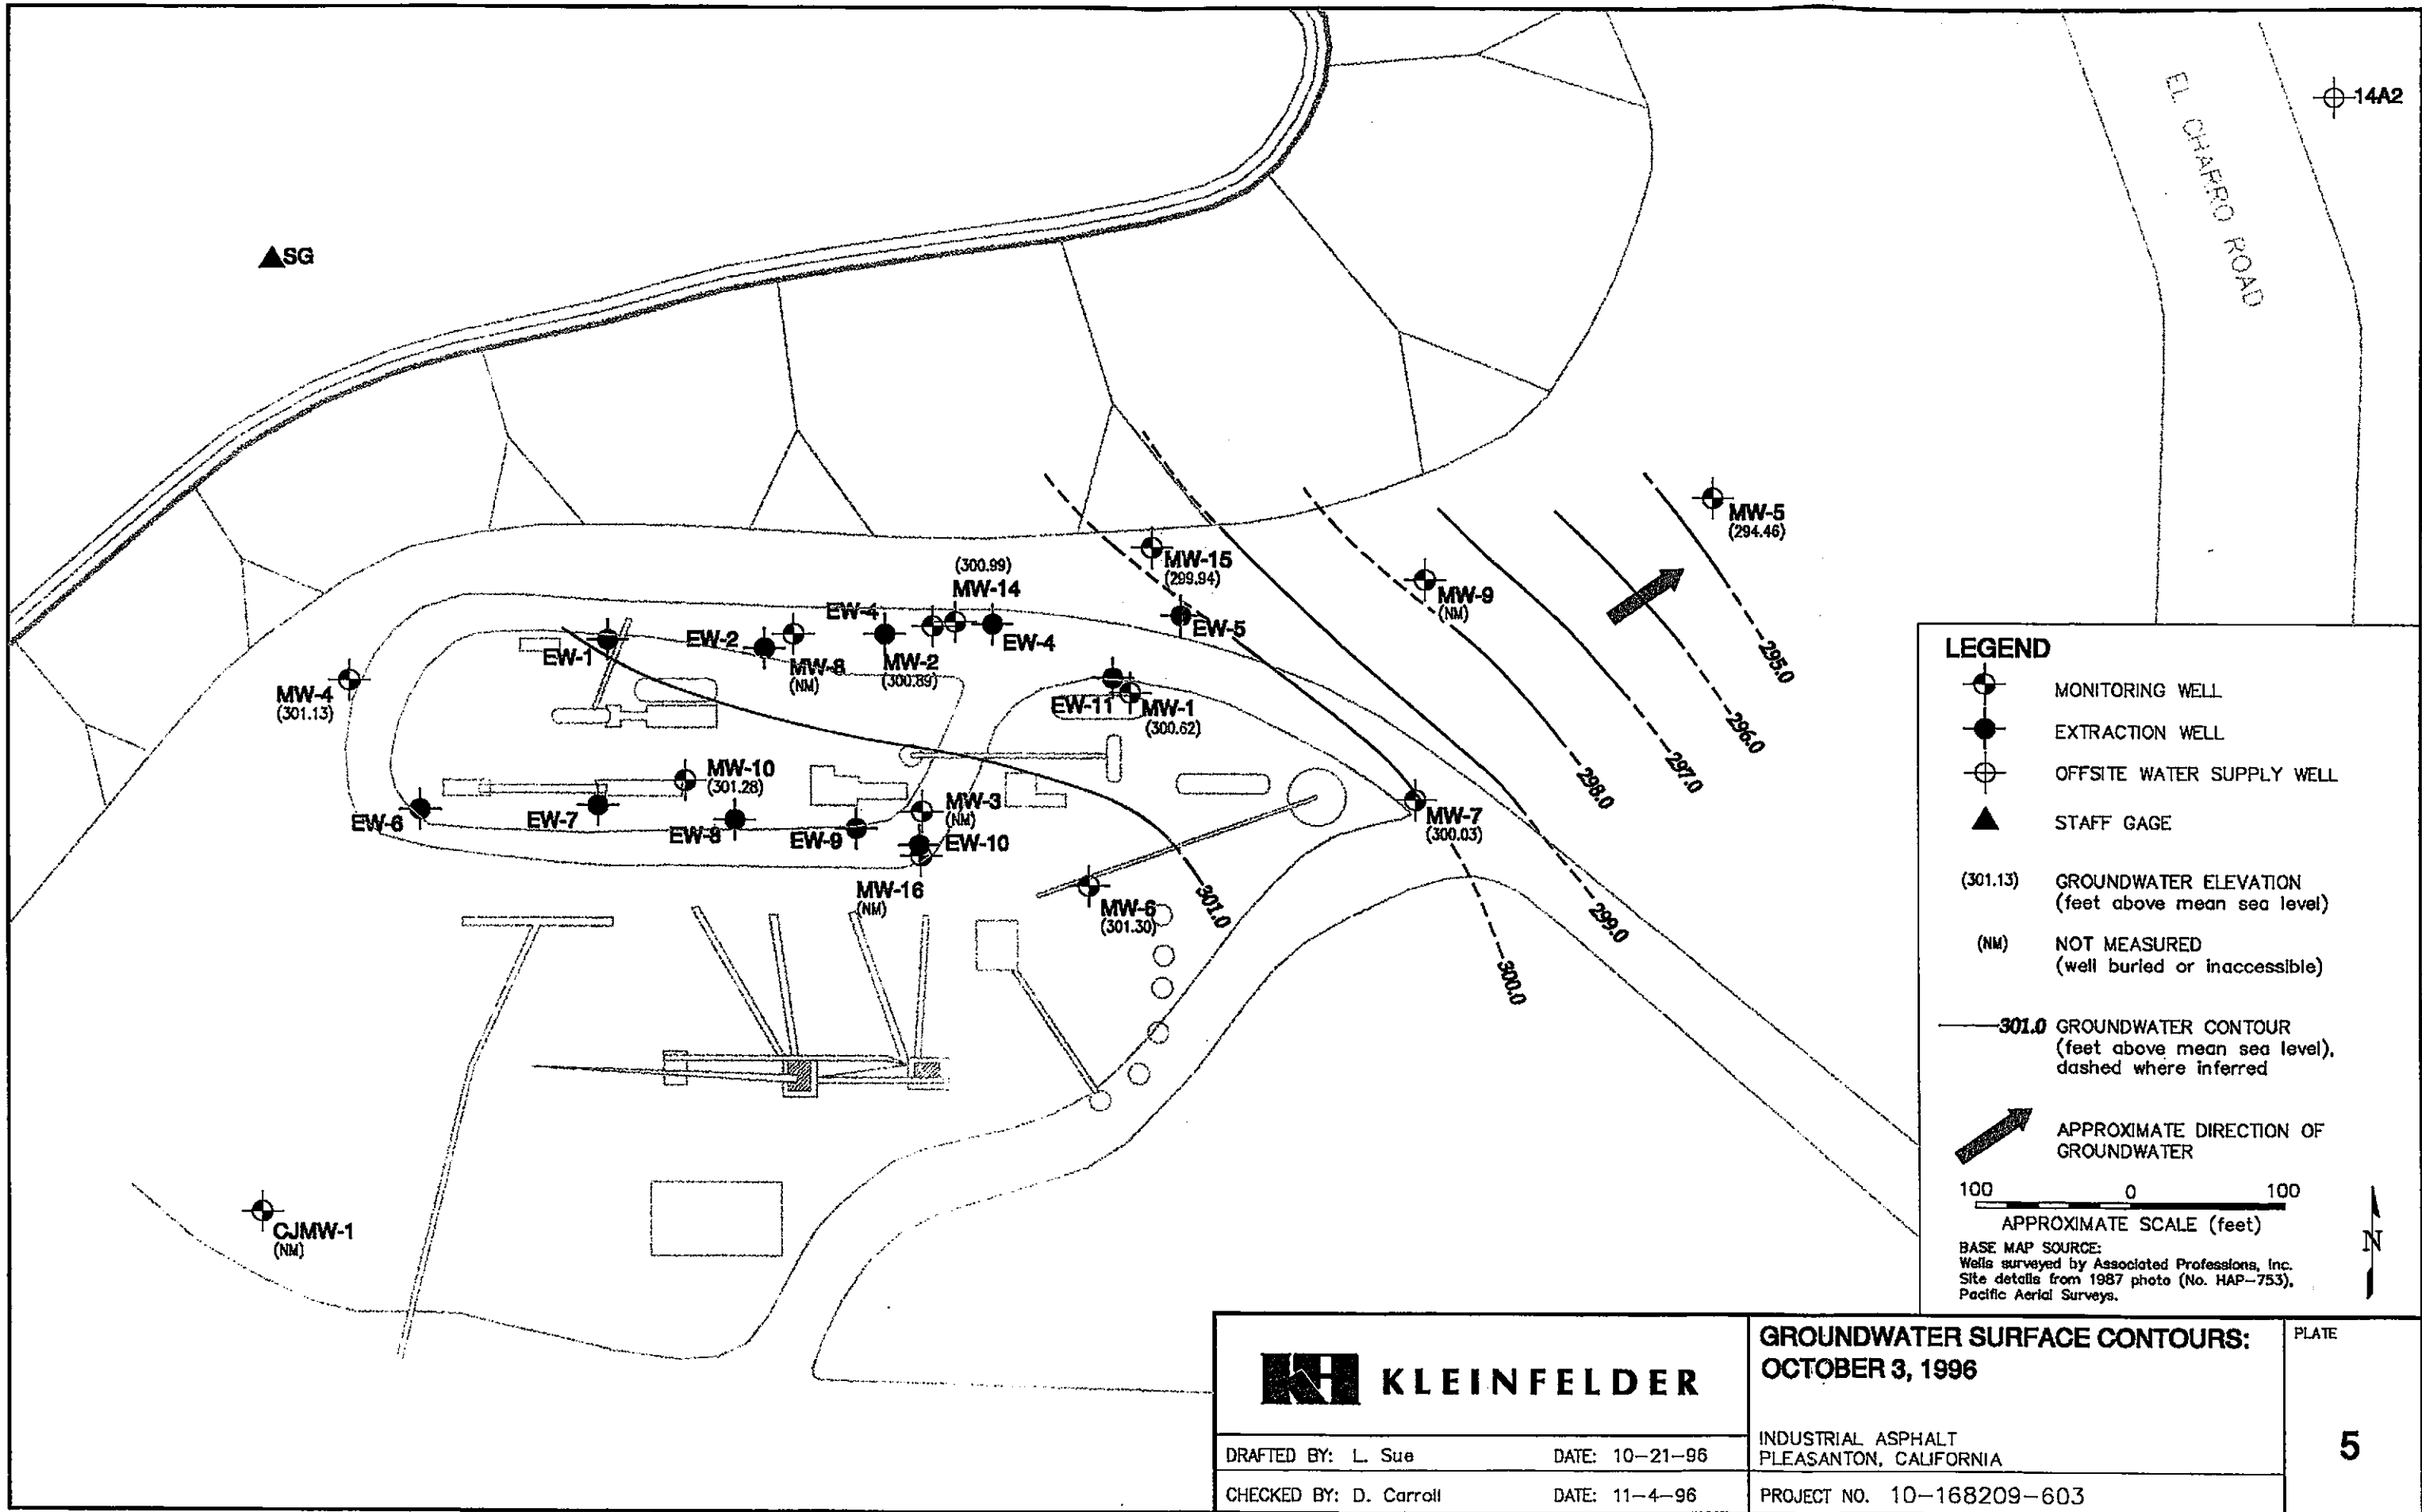 EL CHARRO ROAD
14A2
SG
MW-5
(294.46)
MW-15
(299.94)
(300.99)
MW-14
MW-9
(NM)
EW-4
EW-4
EW-5
EW-1
EW-2
MW-8
(NM)
MW-2
(300.89)
MW-4
(301.13)
EW-11
MW-1
(300.62)
MW-10
(301.28)
MW-3
(NM)
EW-6
EW-7
EW-8
EW-9
EW-10
MW-16
(NM)
MW-7
(300.03)
MW-6
(301.30)
295.0
296.0
297.0
298.0
299.0
300.0
301.0
CJMW-1
(NM)
LEGEND
MONITORING WELL
EXTRACTION WELL
OFFSITE WATER SUPPLY WELL
STAFF GAGE
(301.13) GROUNDWATER ELEVATION
(feet above mean sea level)
(NM) NOT MEASURED
(well buried or inaccessible)
301.0 GROUNDWATER CONTOUR
(feet above mean sea level),
dashed where inferred
APPROXIMATE DIRECTION OF
GROUNDWATER
100 0 100
APPROXIMATE SCALE (feet)
N
BASE MAP SOURCE:
Wells surveyed by Associated Professions, Inc.
Site details from 1987 photo (No. HAP-753),
Pacific Aerial Surveys.
KLEINFELDER
DRAFTED BY: L. Sue DATE: 10-21-96
CHECKED BY: D. Carroll DATE: 11-4-96
GROUNDWATER SURFACE CONTOURS:
OCTOBER 3, 1996
INDUSTRIAL ASPHALT
PLEASANTON, CALIFORNIA
PROJECT NO. 10-168209-603
PLATE
5